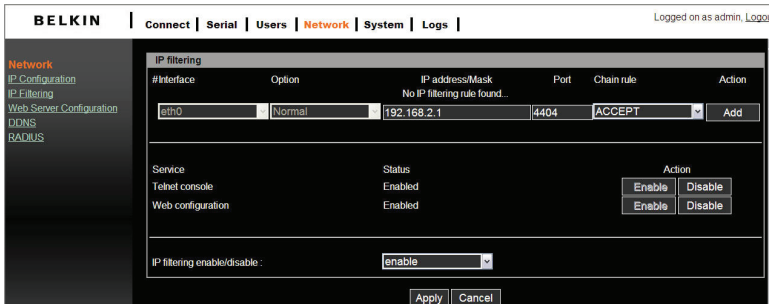 BELKIN
Connect | Serial | Users | Network | System | Logs |
Logged on as admin, Logou
Network
IP Configuration
IP Filtering
Web Server Configuration
DDNS
RADIUS
IP filtering
#Interface Option IP address/Mask Port Chain rule Action
No IP filtering rule found...
eth0 Normal 192.168.2.1 4404 ACCEPT Add
Service Status Action
Telnet console Enabled Enable Disable
Web configuration Enabled Enable Disable
IP filtering enable/disable : enable
Apply Cancel